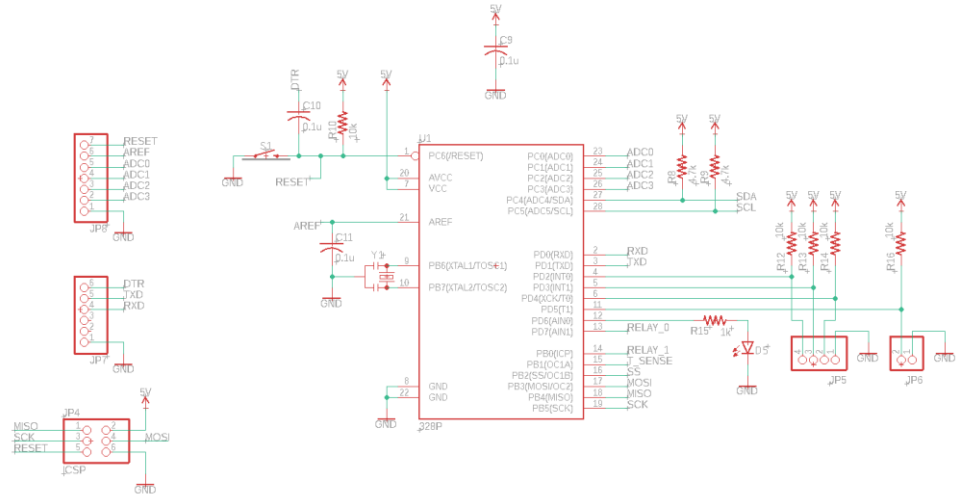 5V
C9
0.1u
GND
DTR
5V
5V
C10
0.1u
R10
10k
S1
GND
RESET
U1
1
PC6(/RESET)
20
AVCC
7
VCC
21
AREF
AREF
C11
0.1u
GND
Y1
9
PB6(XTAL1/TOSC1)
10
PB7(XTAL2/TOSC2)
8
GND
22
GND
GND
328P
PC0(ADC0)
23
ADC0
PC1(ADC1)
24
ADC1
PC2(ADC2)
25
ADC2
PC3(ADC3)
26
ADC3
PC4(ADC4/SDA)
27
SDA
PC5(ADC5/SCL)
28
SCL
5V
5V
R8
4.7k
R9
4.7k
PD0(RXD)
2
RXD
PD1(TXD)
3
TXD
PD2(INT0)
4
PD3(INT1)
5
PD4(XCK/T0)
6
PD5(T1)
11
PD6(AIN0)
12
PD7(AIN1)
13
RELAY_0
PB0(ICP)
14
RELAY_1
PB1(OC1A)
15
T_SENSE
PB2(SS/OC1B)
16
SS
PB3(MOSI/OC2)
17
MOSI
PB4(MISO)
18
MISO
PB5(SCK)
19
SCK
R15
1k
D5
GND
5V
5V
5V
5V
10k
10k
10k
10k
R12
R13
R14
R16
4
3
2
1
JP5
GND
2
1
JP6
GND
7
RESET
6
AREF
5
ADC0
4
ADC1
3
ADC2
2
ADC3
1
JP8
GND
6
DTR
5
TXD
4
RXD
3
2
1
JP7
GND
JP4
5V
MISO
1
2
SCK
3
4
MOSI
RESET
5
6
ICSP
GND